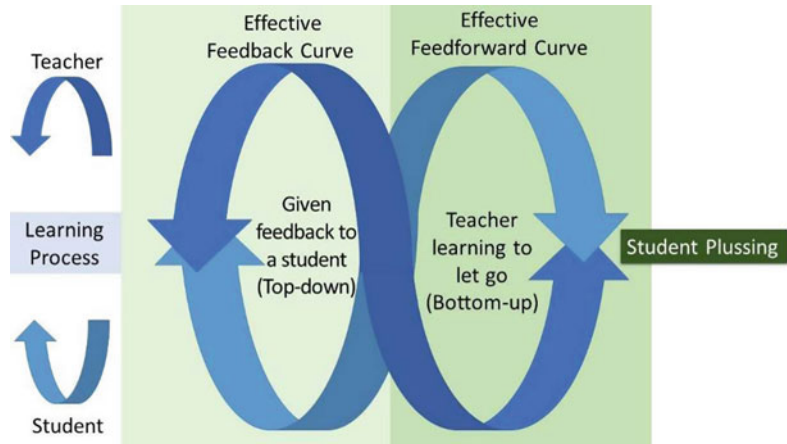 Effective
Feedback Curve
Effective
Feedforward Curve
Teacher
Learning
Process
Given
feedback to
a student
(Top-down)
Teacher
learning to
let go
(Bottom-up)
Student Plussing
Student